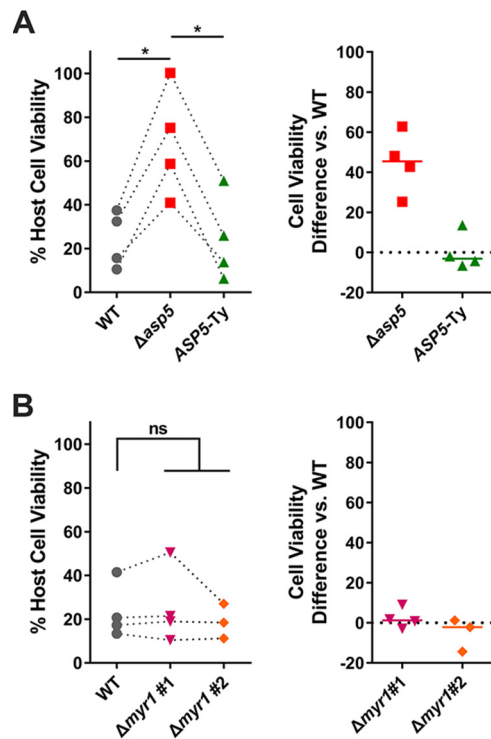 A
* *
% Host Cell Viability
100
80
60
40
20
0
WT
Δasp5
ASP5-Ty
Cell Viability
Difference vs. WT
100
80
60
40
20
0
-20
Δasp5
ASP5-Ty
B
ns
% Host Cell Viability
100
80
60
40
20
0
WT
Δmyr1 #1
Δmyr1 #2
Cell Viability
Difference vs. WT
100
80
60
40
20
0
-20
Δmyr1#1
Δmyr1#2